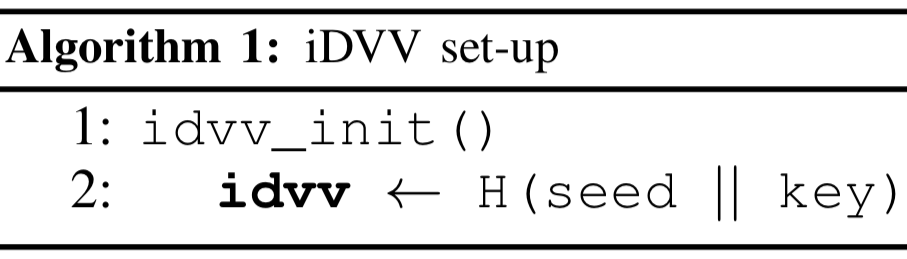 Algorithm 1: iDVV set-up
1: idvv_init()
2: idvv ← H(seed || key)